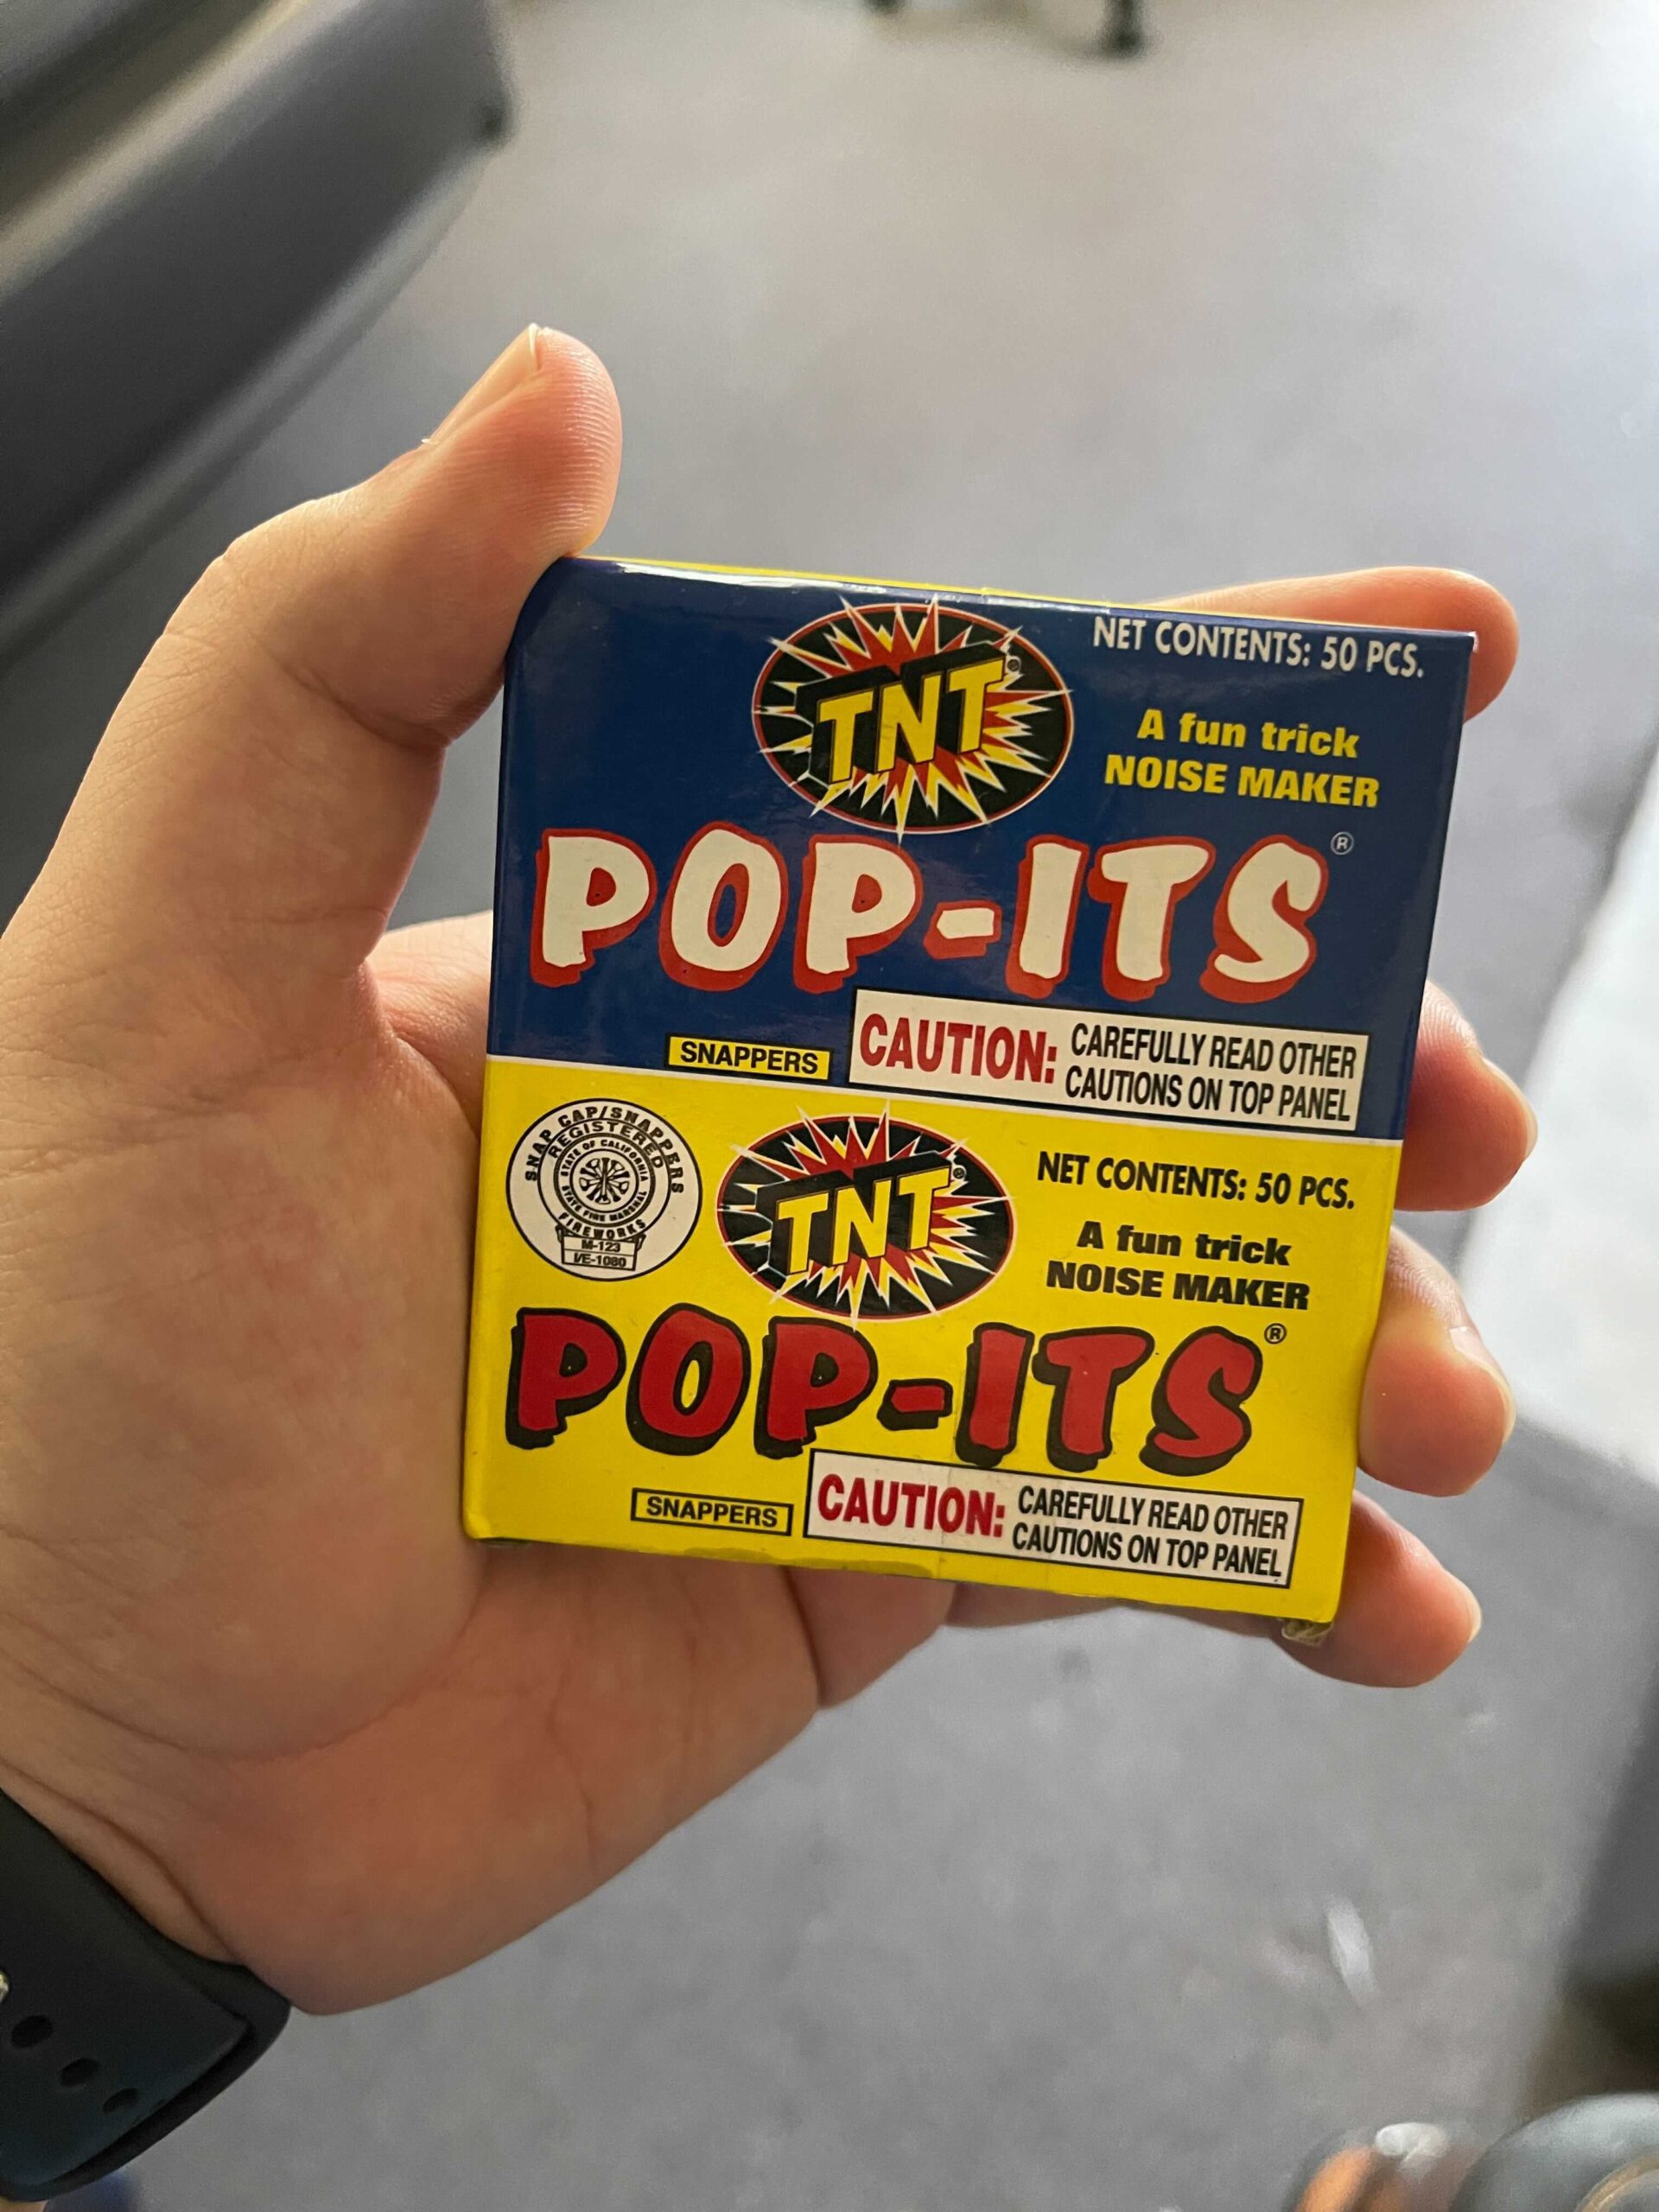 TNT®
NET CONTENTS: 50 PCS.
A fun trick
NOISE MAKER
POP-ITS®
SNAPPERS
CAUTION: CAREFULLY READ OTHER
CAUTIONS ON TOP PANEL
SNAP CAP/SNAPPERS
REGISTERED
STATE OF CALIFORNIA
STATE FIRE MARSHAL
FIREWORKS
M-123
I/E-1080
TNT®
NET CONTENTS: 50 PCS.
A fun trick
NOISE MAKER
POP-ITS®
SNAPPERS
CAUTION: CAREFULLY READ OTHER
CAUTIONS ON TOP PANEL